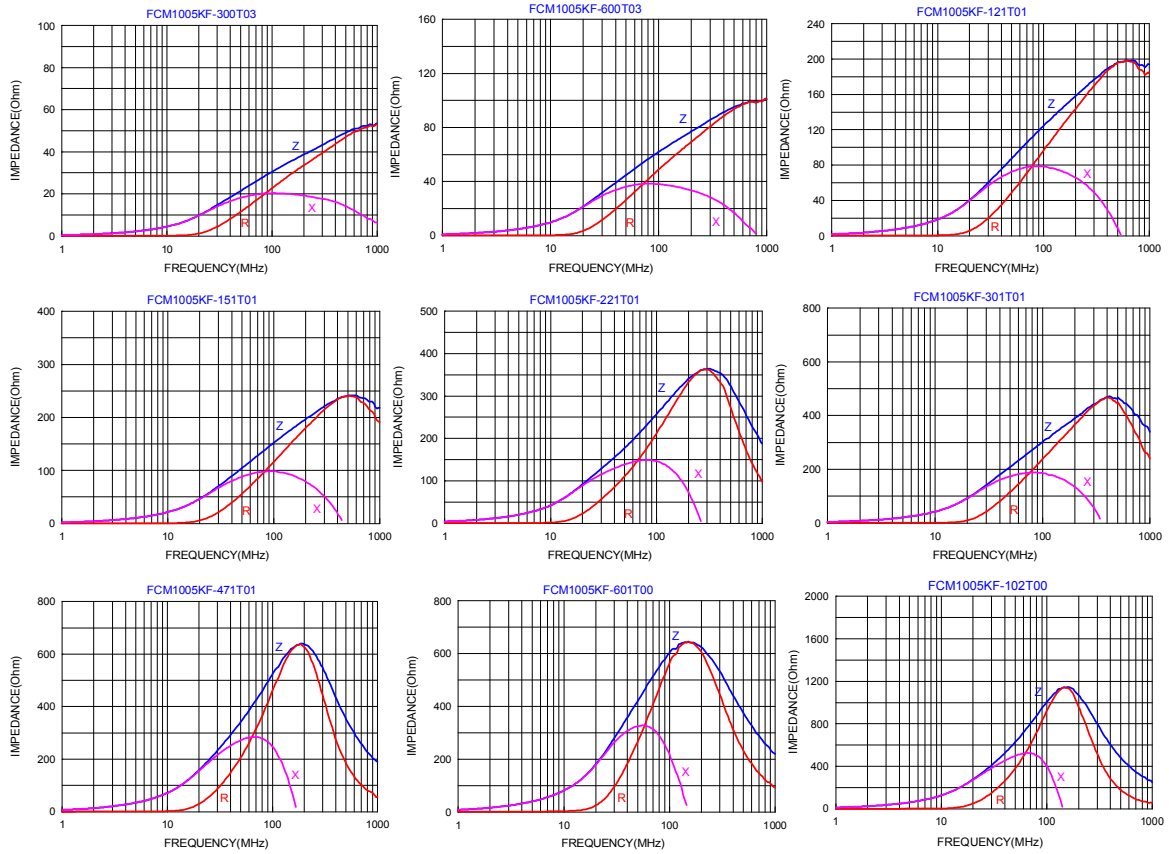 FCM1005KF-300T03
IMPEDANCE(Ohm)
100
80
60
40
20
0
Z
X
R
1 10 100 1000
FREQUENCY(MHz)
FCM1005KF-600T03
IMPEDANCE(Ohm)
160
120
80
40
0
Z
R
X
1 10 100 1000
FREQUENCY(MHz)
FCM1005KF-121T01
IMPEDANCE(Ohm)
240
200
160
120
80
40
0
Z
X
R
1 10 100 1000
FREQUENCY(MHz)
FCM1005KF-151T01
IMPEDANCE(Ohm)
400
300
200
100
0
Z
R
X
1 10 100 1000
FREQUENCY(MHz)
FCM1005KF-221T01
IMPEDANCE(Ohm)
500
400
300
200
100
0
Z
X
R
1 10 100 1000
FREQUENCY(MHz)
FCM1005KF-301T01
IMPEDANCE(Ohm)
800
600
400
200
0
Z
X
R
1 10 100 1000
FREQUENCY(MHz)
FCM1005KF-471T01
IMPEDANCE(Ohm)
800
600
400
200
0
Z
X
R
1 10 100 1000
FREQUENCY(MHz)
FCM1005KF-601T00
IMPEDANCE(Ohm)
800
600
400
200
0
Z
X
R
1 10 100 1000
FREQUENCY(MHz)
FCM1005KF-102T00
IMPEDANCE(Ohm)
2000
1600
1200
800
400
0
Z
X
R
1 10 100 1000
FREQUENCY(MHz)